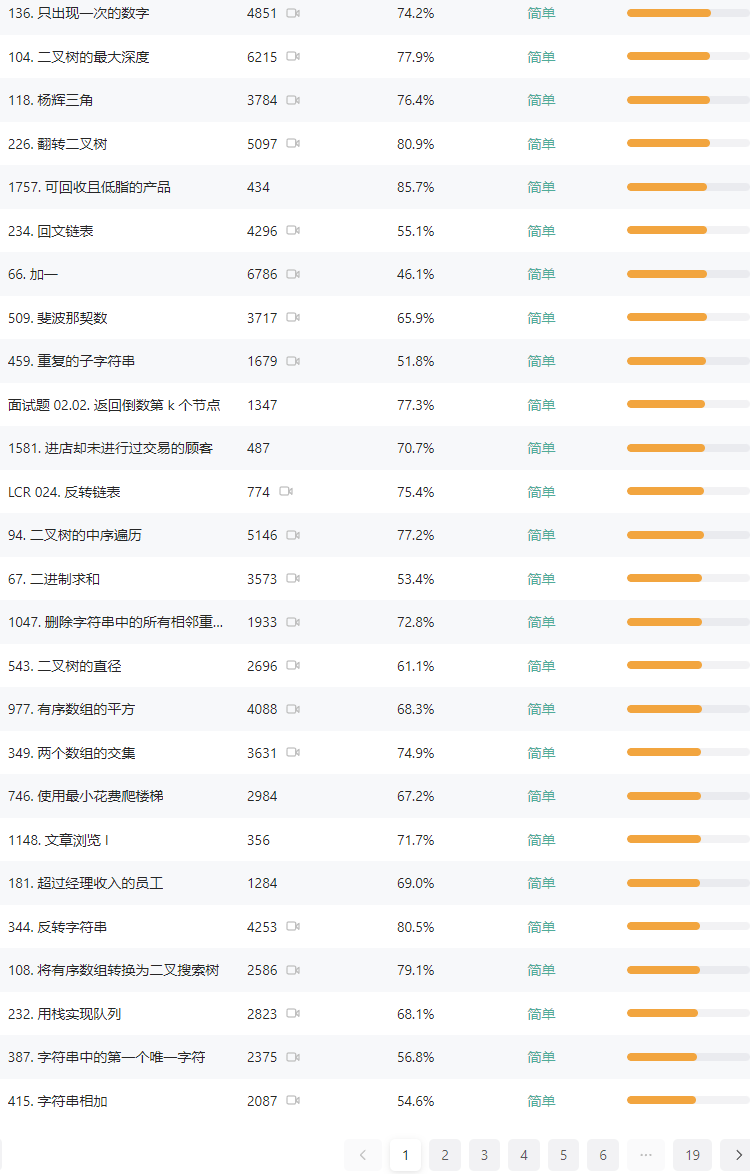 136. 只出现一次的数字 4851 74.2% 简单
104. 二叉树的最大深度 6215 77.9% 简单
118. 杨辉三角 3784 76.4% 简单
226. 翻转二叉树 5097 80.9% 简单
1757. 可回收且低脂的产品 434 85.7% 简单
234. 回文链表 4296 55.1% 简单
66. 加一 6786 46.1% 简单
509. 斐波那契数 3717 65.9% 简单
459. 重复的子字符串 1679 51.8% 简单
面试题 02.02. 返回倒数第 k 个节点 1347 77.3% 简单
1581. 进店却未进行过交易的顾客 487 70.7% 简单
LCR 024. 反转链表 774 75.4% 简单
94. 二叉树的中序遍历 5146 77.2% 简单
67. 二进制求和 3573 53.4% 简单
1047. 删除字符串中的所有相邻重... 1933 72.8% 简单
543. 二叉树的直径 2696 61.1% 简单
977. 有序数组的平方 4088 68.3% 简单
349. 两个数组的交集 3631 74.9% 简单
746. 使用最小花费爬楼梯 2984 67.2% 简单
1148. 文章浏览 I 356 71.7% 简单
181. 超过经理收入的员工 1284 69.0% 简单
344. 反转字符串 4253 80.5% 简单
108. 将有序数组转换为二叉搜索树 2586 79.1% 简单
232. 用栈实现队列 2823 68.1% 简单
387. 字符串中的第一个唯一字符 2375 56.8% 简单
415. 字符串相加 2087 54.6% 简单
1 2 3 4 5 6 ... 19